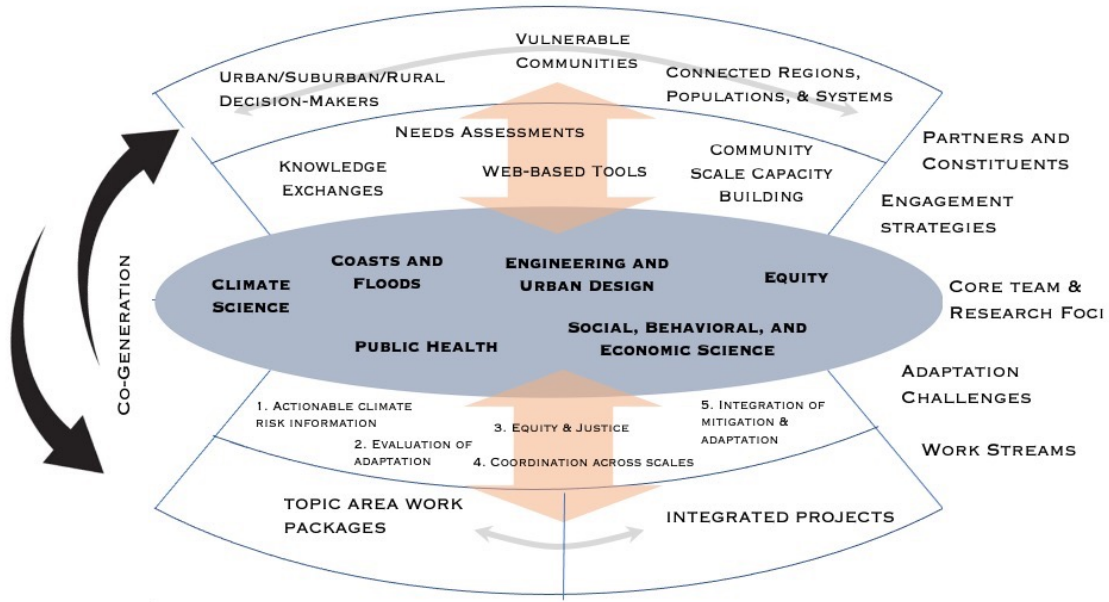 Vulnerable
Communities
Urban/Suburban/Rural
Decision-Makers
Connected Regions,
Populations, & Systems
Partners and
Constituents
Needs Assessments
Knowledge
Exchanges
Web-based Tools
Community
Scale Capacity
Building
Engagement
strategies
Co-Generation
Climate
Science
Coasts and
Floods
Engineering and
Urban Design
Equity
Public Health
Social, Behavioral, and
Economic Science
Core team &
Research Foci
1. Actionable climate
risk information
2. Evaluation of
adaptation
3. Equity & Justice
4. Coordination across scales
5. Integration of
mitigation &
adaptation
Adaptation
Challenges
Work Streams
Topic Area Work
Packages
Integrated Projects